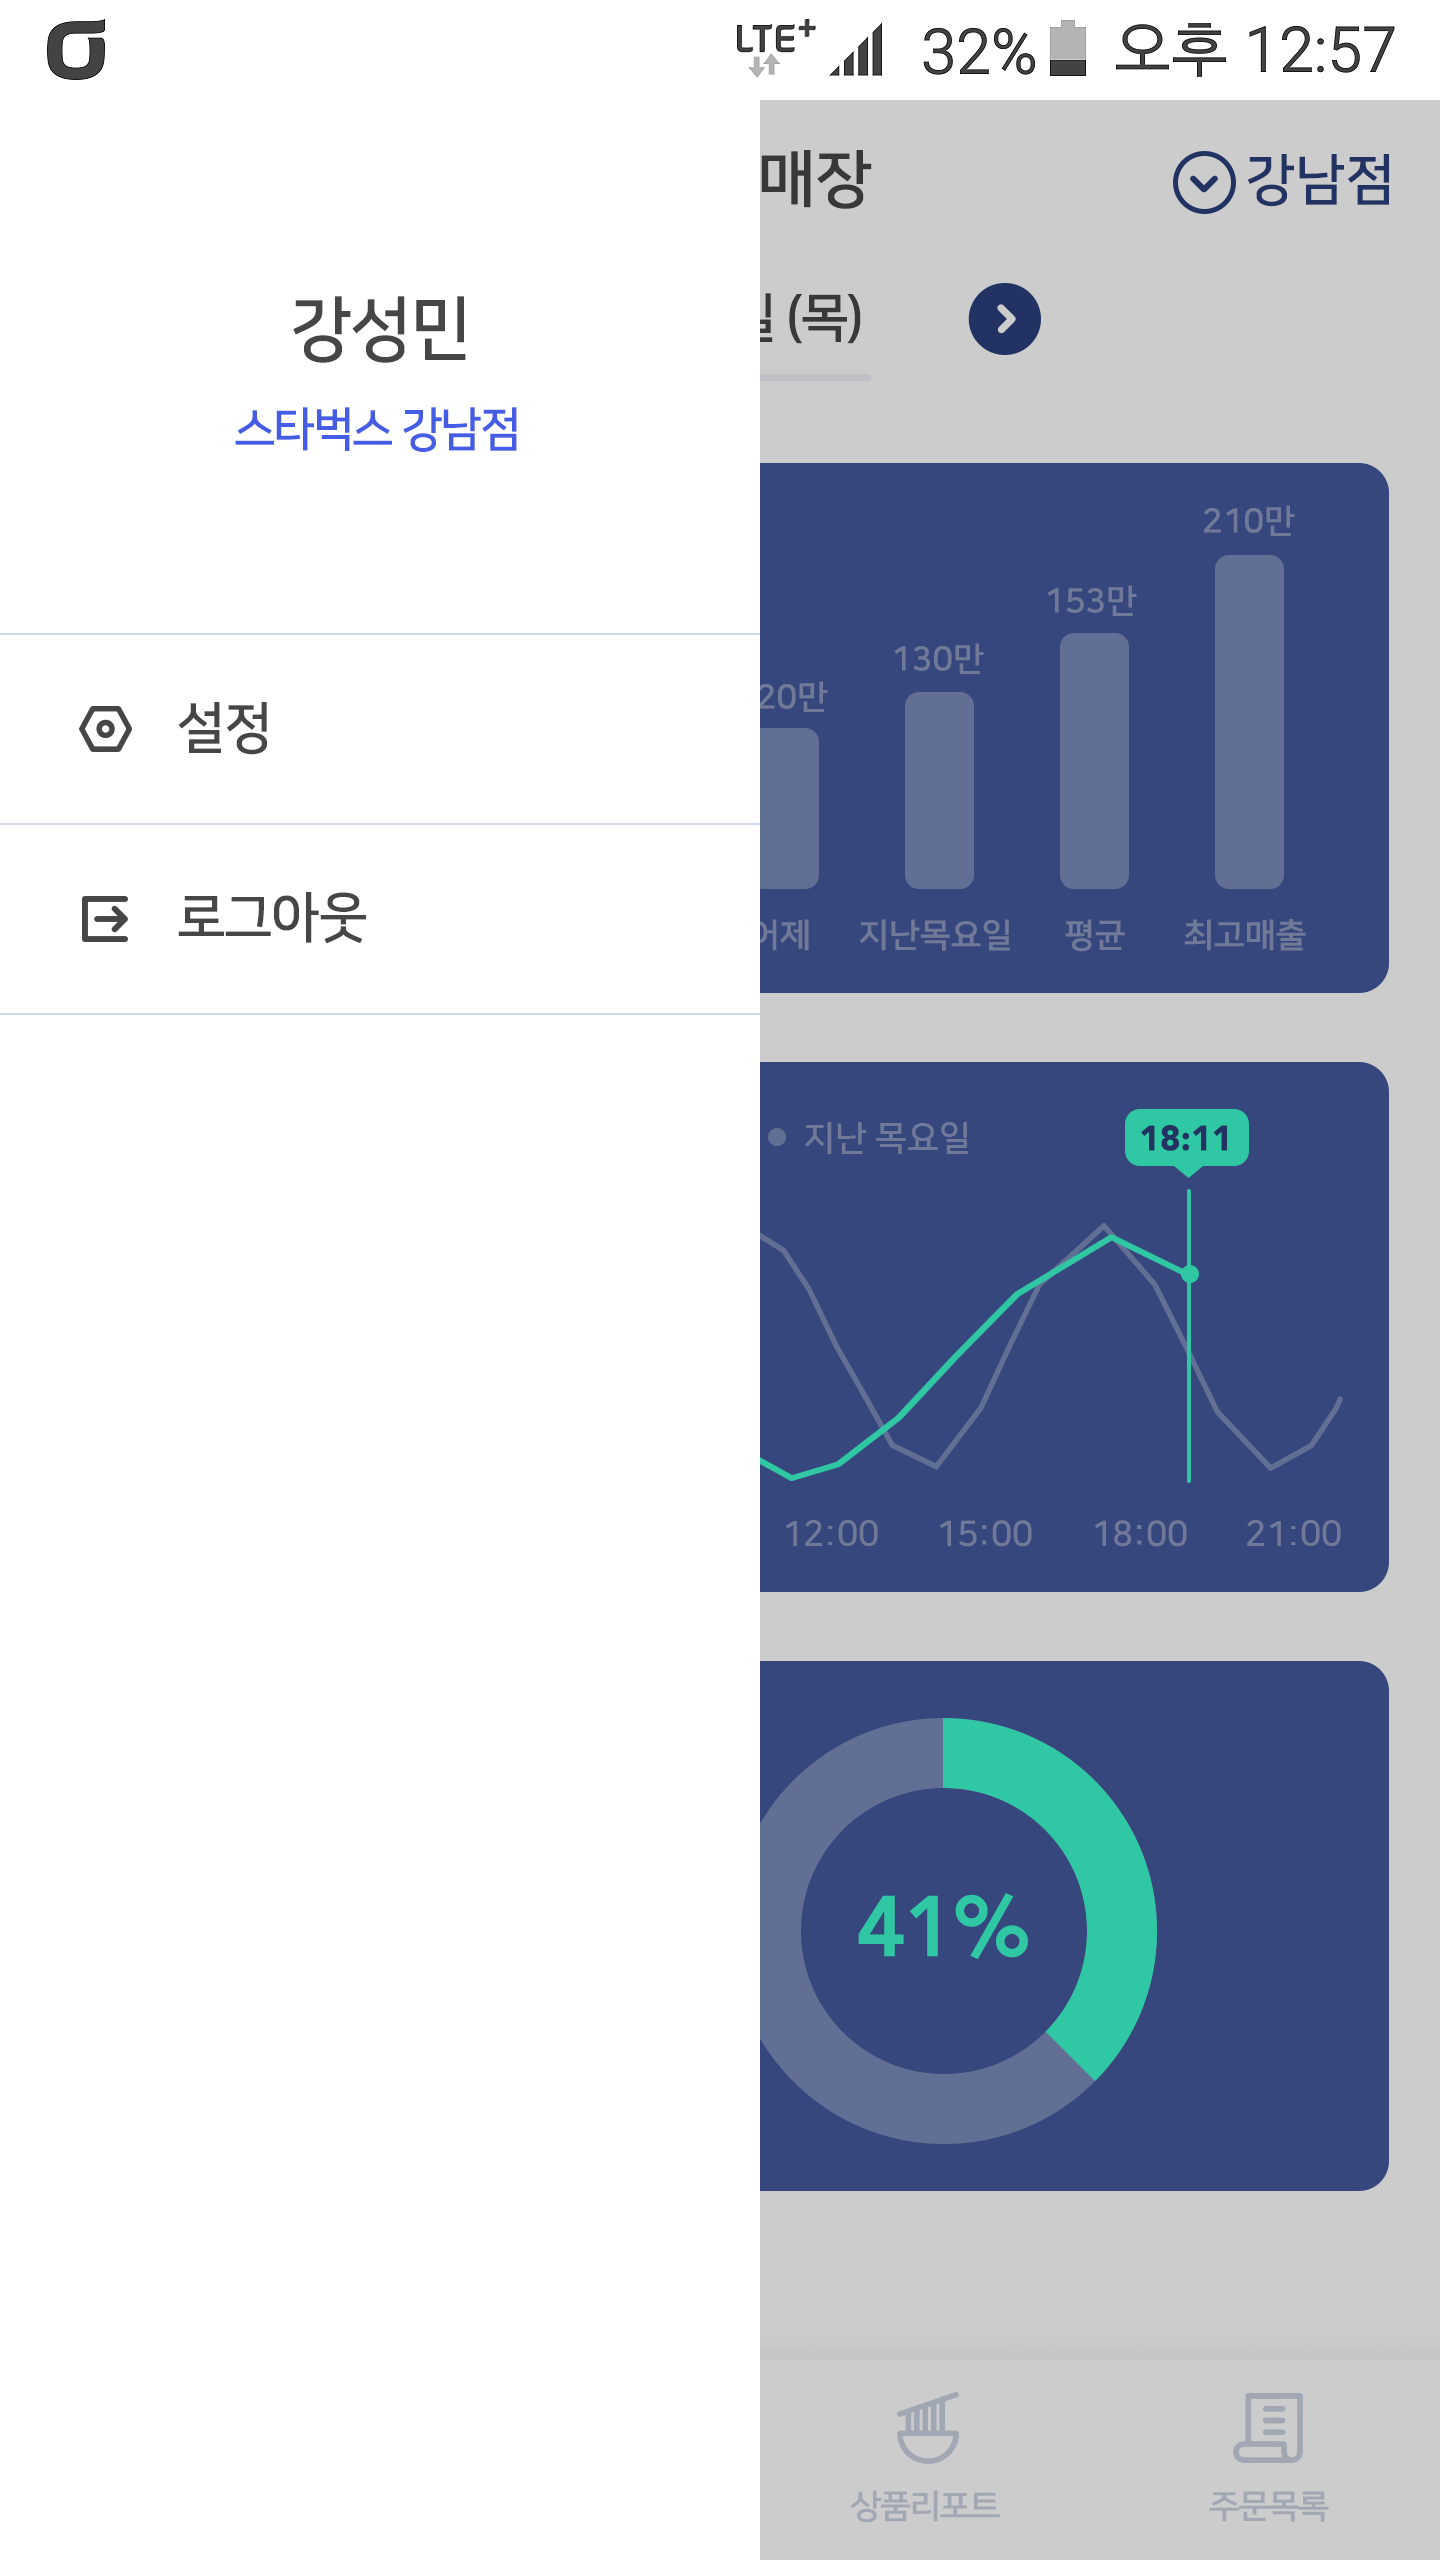 LTE+ 32% 오후 12:57
매장
강남점
(목)
강성민
스타벅스 강남점
설정
로그아웃
210만
153만
130만
20만
제 지난목요일 평균 최고매출
지난 목요일
18:11
12:00 15:00 18:00 21:00
41%
상품리포트 주문목록